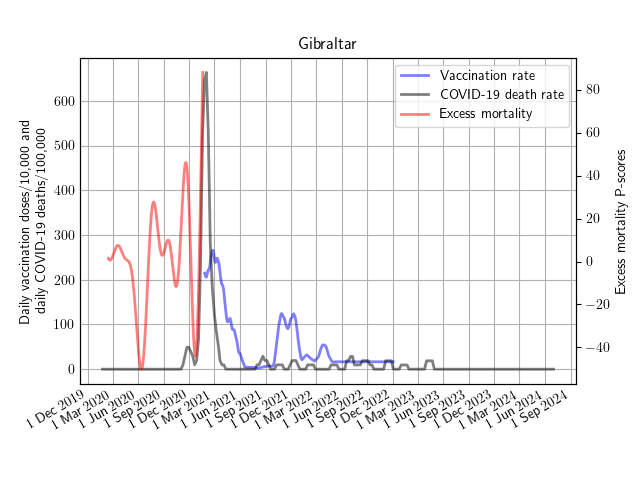 Gibraltar
Vaccination rate
COVID-19 death rate
Excess mortality
Daily vaccination doses/10,000 and
daily COVID-19 deaths/100,000
600
500
400
300
200
100
0
80
60
40
20
0
−20
−40
Excess mortality P-scores
1 Dec 2019
1 Mar 2020
1 Jun 2020
1 Sep 2020
1 Dec 2020
1 Mar 2021
1 Jun 2021
1 Sep 2021
1 Dec 2021
1 Mar 2022
1 Jun 2022
1 Sep 2022
1 Dec 2022
1 Mar 2023
1 Jun 2023
1 Sep 2023
1 Dec 2023
1 Mar 2024
1 Jun 2024
1 Sep 2024